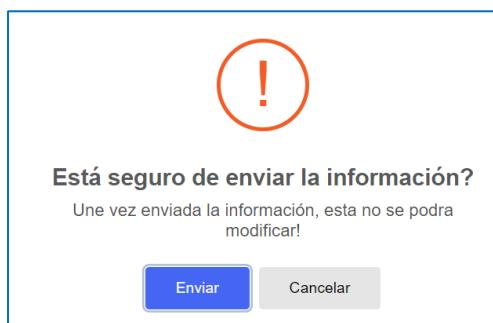 !
Está seguro de enviar la información?
Une vez enviada la información, esta no se podra
modificar!
Enviar
Cancelar